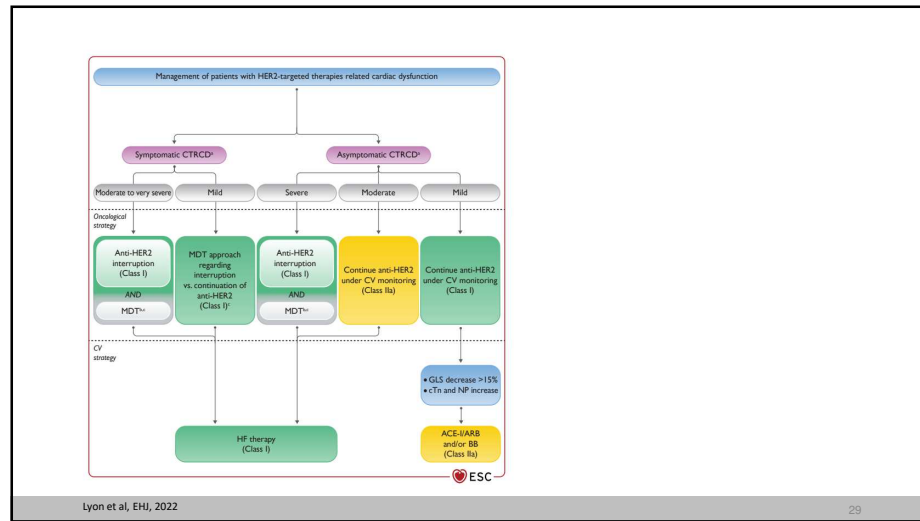 Management of patients with HER2-targeted therapies related cardiac dysfunction
Symptomatic CTRCDᵃ
Asymptomatic CTRCDᵃ
Moderate to very severe
Mild
Severe
Moderate
Mild
Oncological
strategy
Anti-HER2
interruption
(Class I)
AND
MDTᵇ,ᶜ
MDT approach
regarding
interruption
vs. continuation of
anti-HER2
(Class I)ᶜ
Anti-HER2
interruption
(Class I)
AND
MDTᵇ,ᶜ
Continue anti-HER2
under CV monitoring
(Class IIa)
Continue anti-HER2
under CV monitoring
(Class I)
CV
strategy
• GLS decrease >15%
• cTn and NP increase
HF therapy
(Class I)
ACE-I/ARB
and/or BB
(Class IIa)
ESC
Lyon et al, EHJ, 2022
29